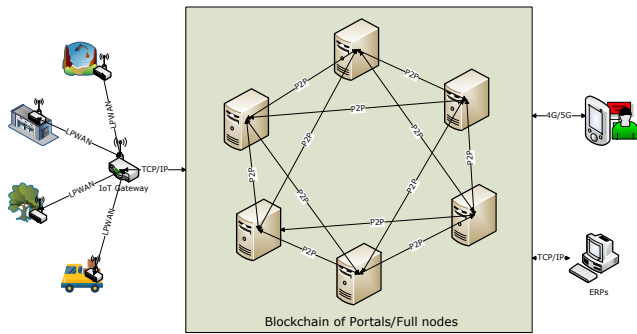 P2P
P2P
P2P
P2P
P2P
P2P
P2P
P2P
P2P
P2P
P2P
P2P
LPWAN
LPWAN
LPWAN
LPWAN
IoT Gateway
TCP/IP
4G/5G
TCP/IP
ERPs
Blockchain of Portals/Full nodes